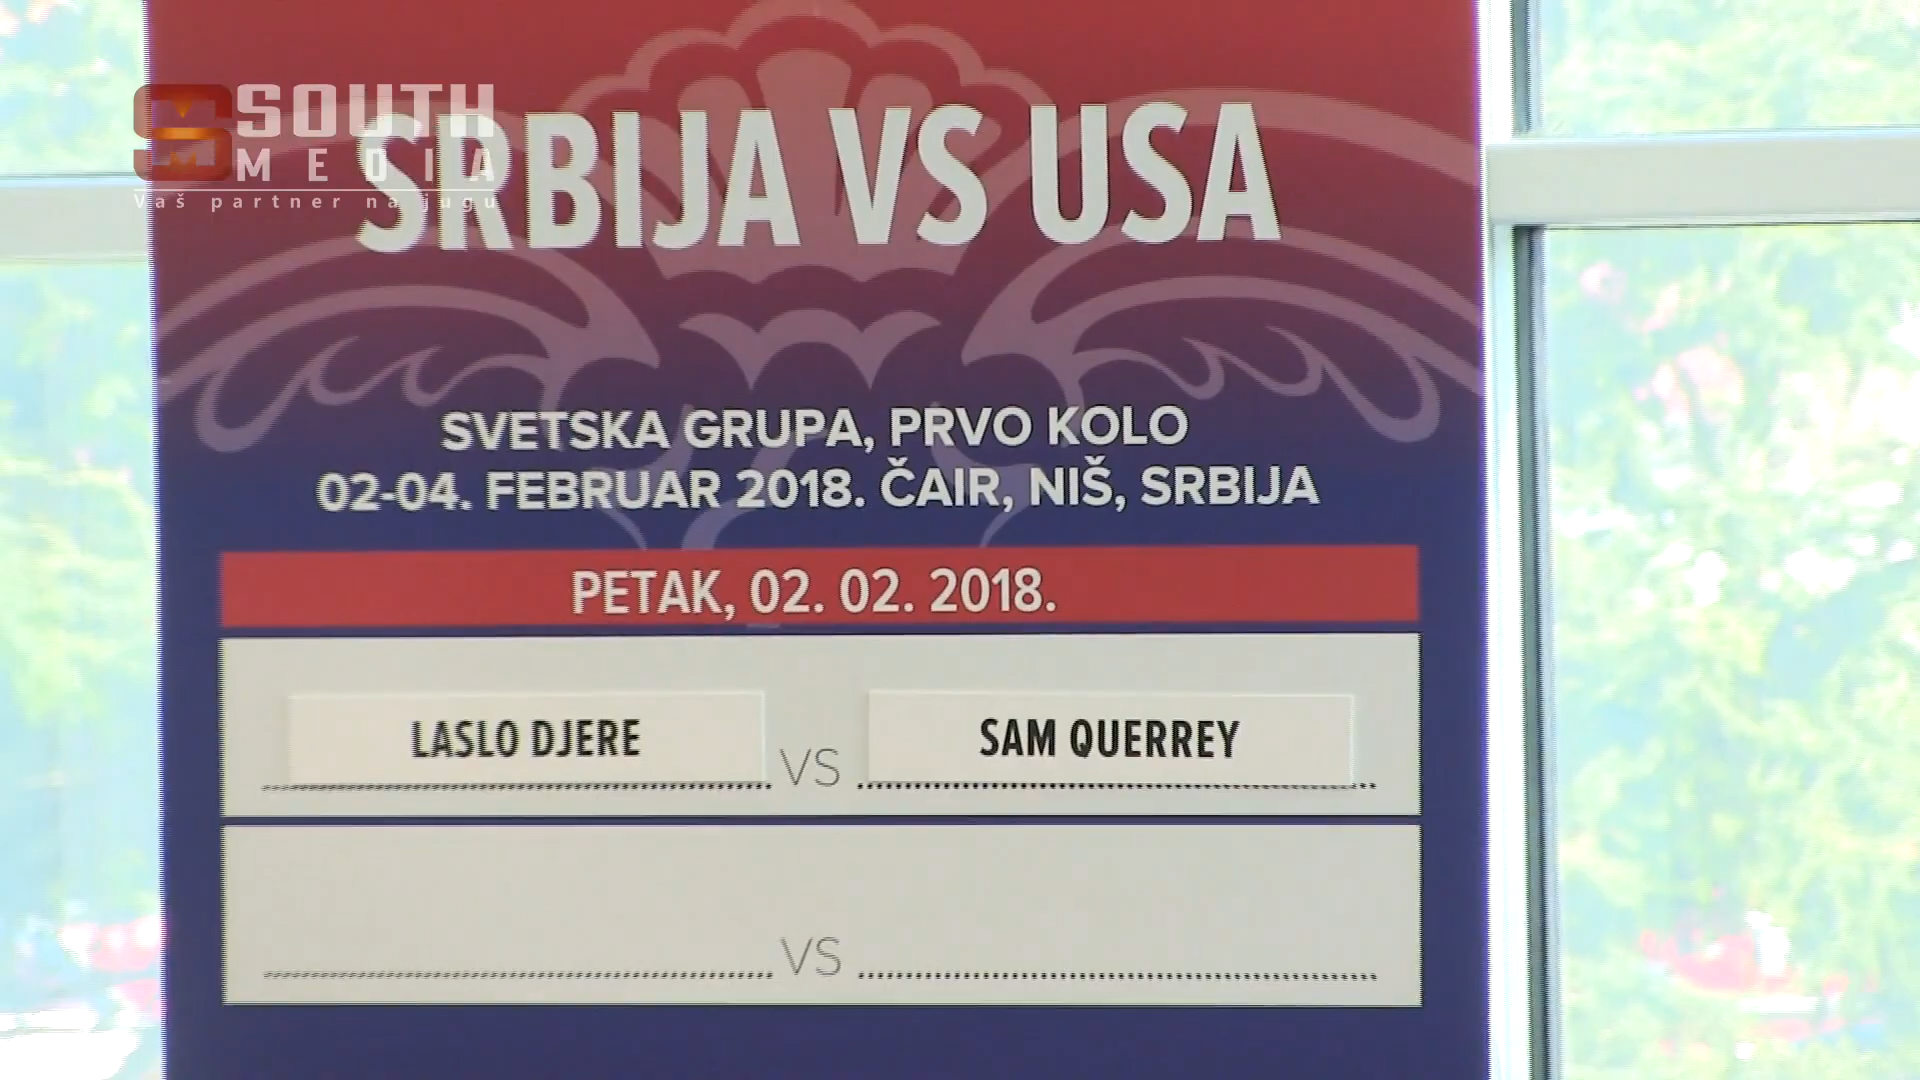 SOUTH
MEDIA
Vaš partner na jugu
SRBIJA VS USA
SVETSKA GRUPA, PRVO KOLO
02-04. FEBRUAR 2018. ČAIR, NIŠ, SRBIJA
PETAK, 02. 02. 2018.
LASLO DJERE VS SAM QUERREY
VS